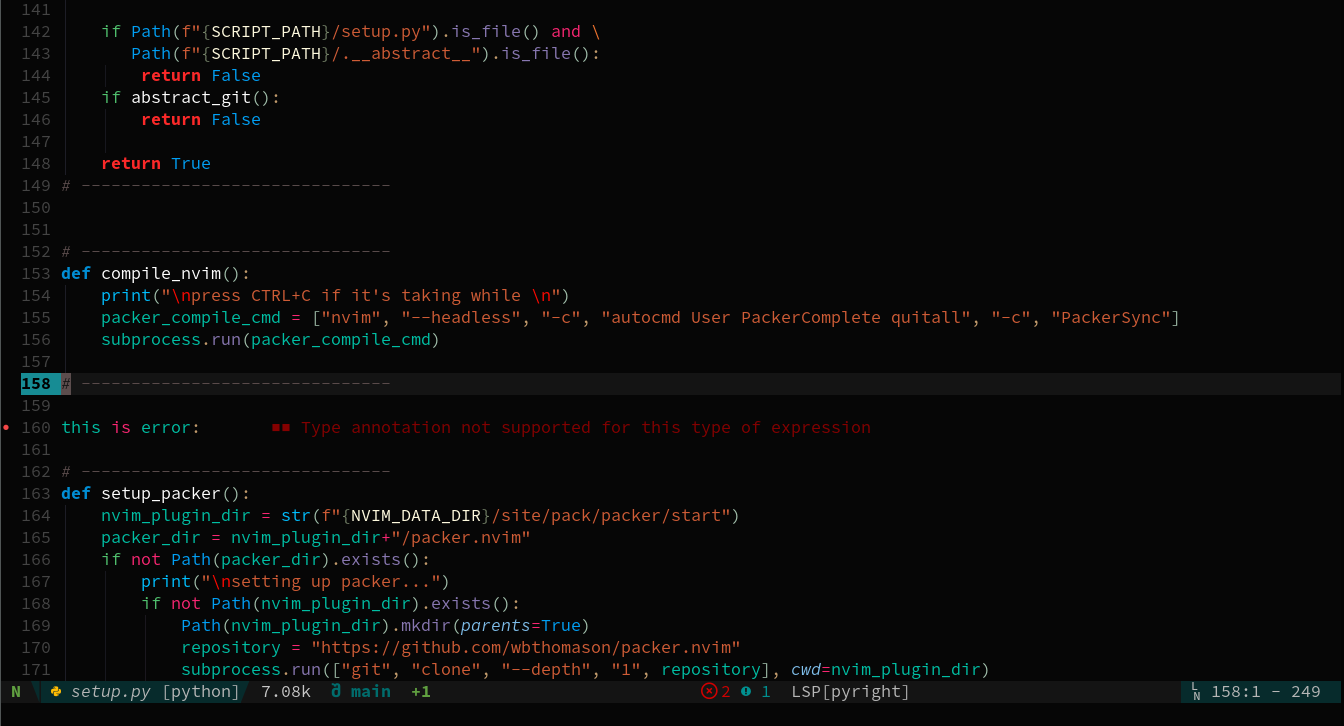 141
142     if Path(f"{SCRIPT_PATH}/setup.py").is_file() and \
143        Path(f"{SCRIPT_PATH}/.__abstract__").is_file():
144         return False
145     if abstract_git():
146         return False
147
148     return True
149 # -------------------------------
150
151
152 # -------------------------------
153 def compile_nvim():
154     print("\npress CTRL+C if it's taking while \n")
155     packer_compile_cmd = ["nvim", "--headless", "-c", "autocmd User PackerComplete quitall", "-c", "PackerSync"]
156     subprocess.run(packer_compile_cmd)
157
158 # -------------------------------
159
160 this is error:       ■■ Type annotation not supported for this type of expression
161
162 # -------------------------------
163 def setup_packer():
164     nvim_plugin_dir = str(f"{NVIM_DATA_DIR}/site/pack/packer/start")
165     packer_dir = nvim_plugin_dir+"/packer.nvim"
166     if not Path(packer_dir).exists():
167         print("\nsetting up packer...")
168         if not Path(nvim_plugin_dir).exists():
169             Path(nvim_plugin_dir).mkdir(parents=True)
170             repository = "https://github.com/wbthomason/packer.nvim"
171             subprocess.run(["git", "clone", "--depth", "1", repository], cwd=nvim_plugin_dir)
N setup.py [python] 7.08k main +1 2 1 LSP[pyright] LN 158:1 - 249